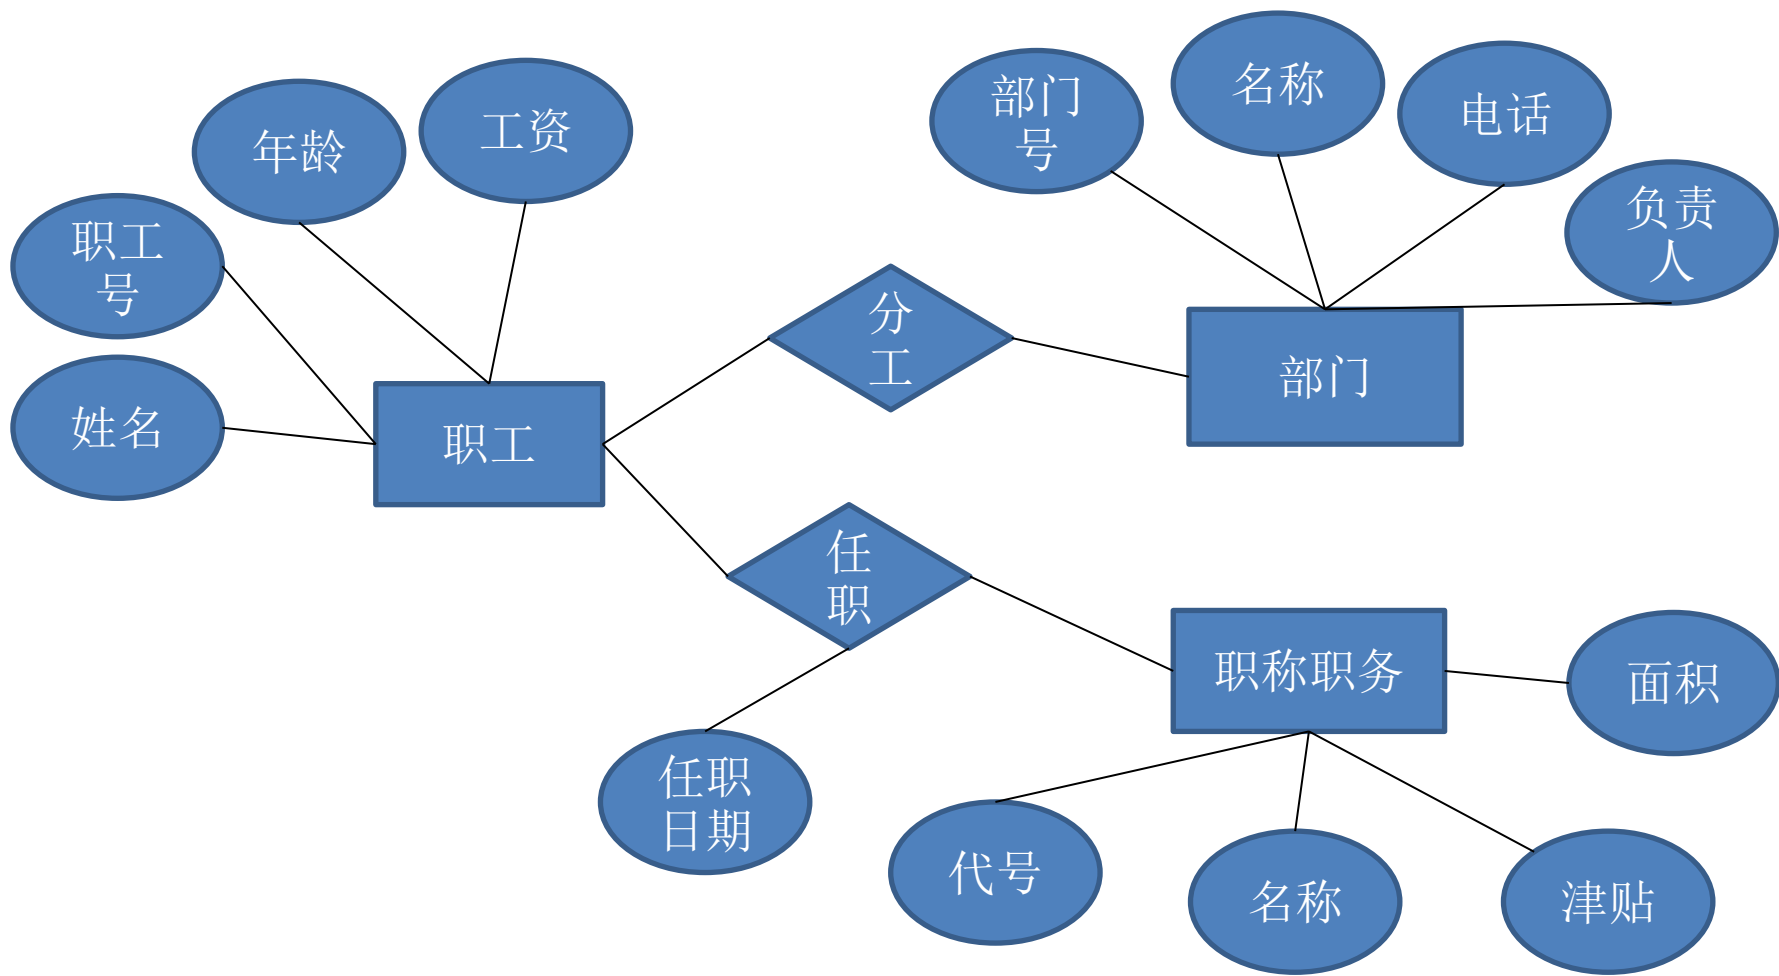 名称
部门
号
电话
工资
年龄
负责
人
职工
号
分
工
部门
姓名
职工
任
职
职称职务
面积
任职
日期
代号
名称
津贴